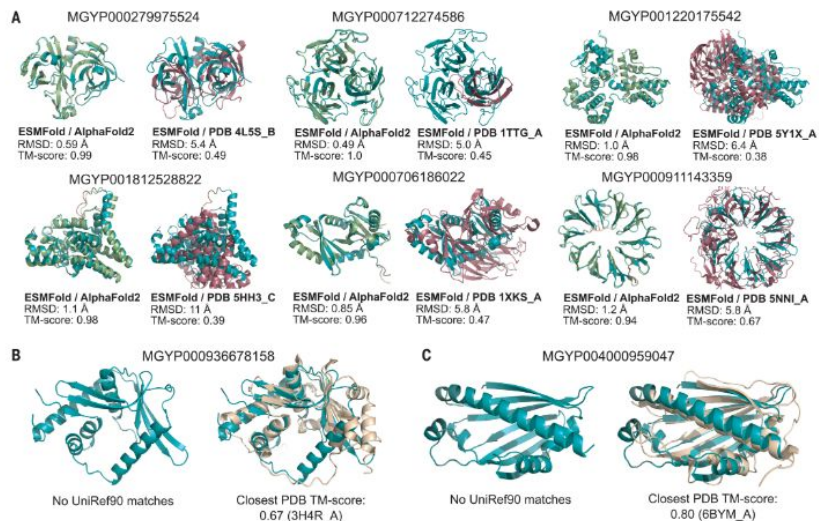 A
MGYP000279975524
MGYP000712274586
MGYP001220175542
ESMFold / AlphaFold2
RMSD: 0.59 Å
TM-score: 0.99
ESMFold / PDB 4L5S_B
RMSD: 5.4 Å
TM-score: 0.49
ESMFold / AlphaFold2
RMSD: 0.49 Å
TM-score: 1.0
ESMFold / PDB 1TTG_A
RMSD: 5.0 Å
TM-score: 0.45
ESMFold / AlphaFold2
RMSD: 1.0 Å
TM-score: 0.98
ESMFold / PDB 5Y1X_A
RMSD: 6.4 Å
TM-score: 0.38
MGYP001812528822
MGYP000706186022
MGYP000911143359
ESMFold / AlphaFold2
RMSD: 1.1 Å
TM-score: 0.98
ESMFold / PDB 5HH3_C
RMSD: 11 Å
TM-score: 0.39
ESMFold / AlphaFold2
RMSD: 0.85 Å
TM-score: 0.96
ESMFold / PDB 1XKS_A
RMSD: 5.8 Å
TM-score: 0.47
ESMFold / AlphaFold2
RMSD: 1.2 Å
TM-score: 0.94
ESMFold / PDB 5NNI_A
RMSD: 5.8 Å
TM-score: 0.67
B
MGYP000936678158
No UniRef90 matches
Closest PDB TM-score:
0.67 (3H4R_A)
C
MGYP004000959047
No UniRef90 matches
Closest PDB TM-score:
0.80 (6BYM_A)